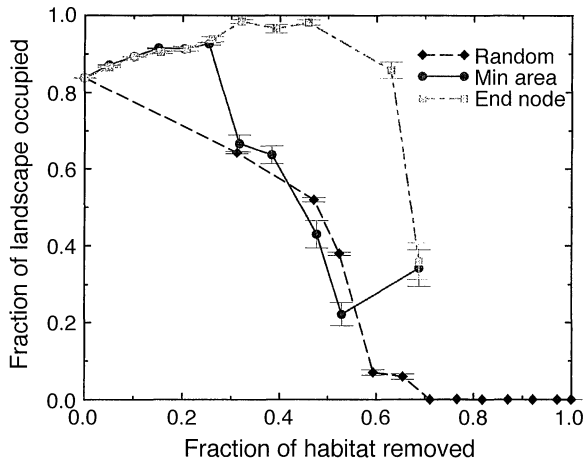 1.0
0.8
0.6
0.4
0.2
0.0
Fraction of landscape occupied
Random
Min area
End node
0.0
0.2
0.4
0.6
0.8
1.0
Fraction of habitat removed